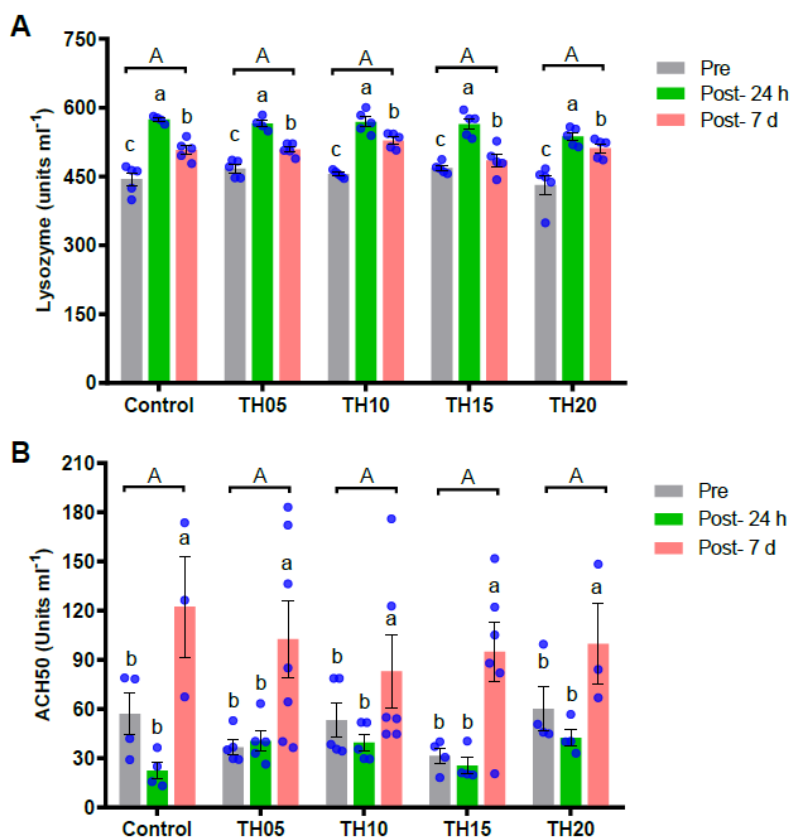 A
Lysozyme (units ml⁻¹)
750
600
450
300
150
0
A A A A A
c a b c a b c a b c a b c a b
Control TH05 TH10 TH15 TH20
Pre
Post- 24 h
Post- 7 d
B
ACH50 (Units ml⁻¹)
210
180
150
120
90
60
30
0
A A A A A
b b a b b a b b a b b a b b a
Control TH05 TH10 TH15 TH20
Pre
Post- 24 h
Post- 7 d